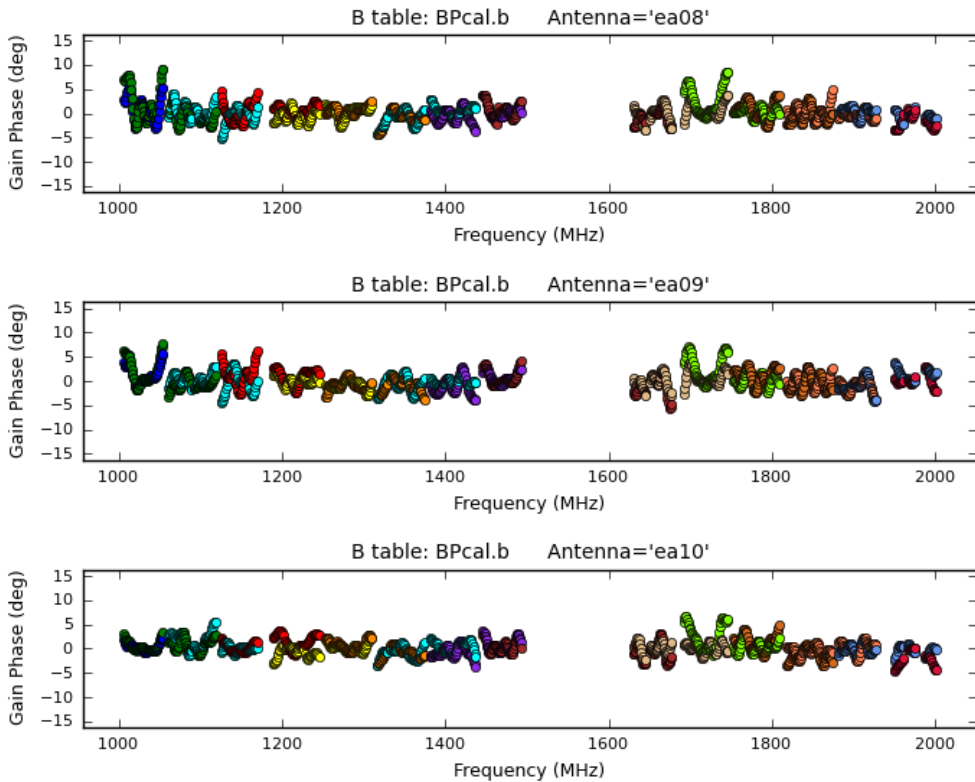 B table: BPcal.b Antenna='ea08'
15
10
5
0
−5
−10
−15
Gain Phase (deg)
1000 1200 1400 1600 1800 2000
Frequency (MHz)
B table: BPcal.b Antenna='ea09'
15
10
5
0
−5
−10
−15
Gain Phase (deg)
1000 1200 1400 1600 1800 2000
Frequency (MHz)
B table: BPcal.b Antenna='ea10'
15
10
5
0
−5
−10
−15
Gain Phase (deg)
1000 1200 1400 1600 1800 2000
Frequency (MHz)